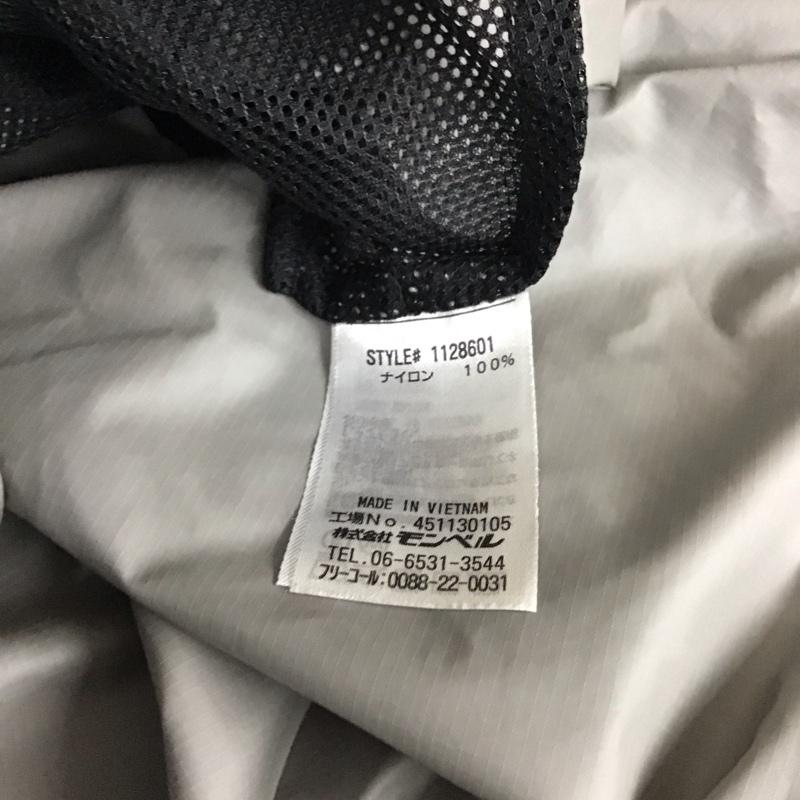 STYLE# 1128601
ナイロン 100%
MADE IN VIETNAM
工場No. 451130105
株式会社 モンベル
TEL.06-6531-3544
フリーコール:0088-22-0031